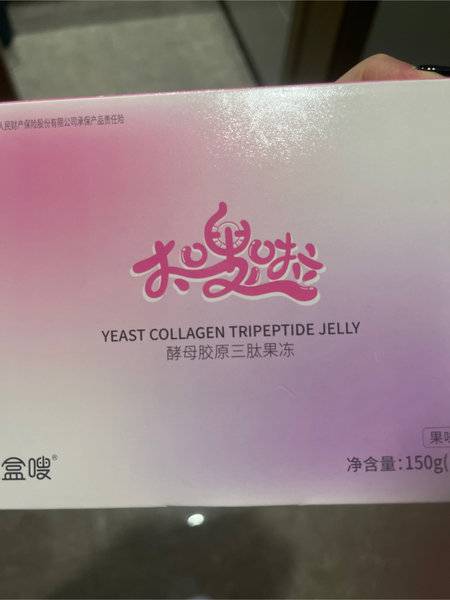 人民财产保险股份有限公司承保产品责任险
YEAST COLLAGEN TRIPEPTIDE JELLY
酵母胶原三肽果冻
盒嗖®
净含量:150g(